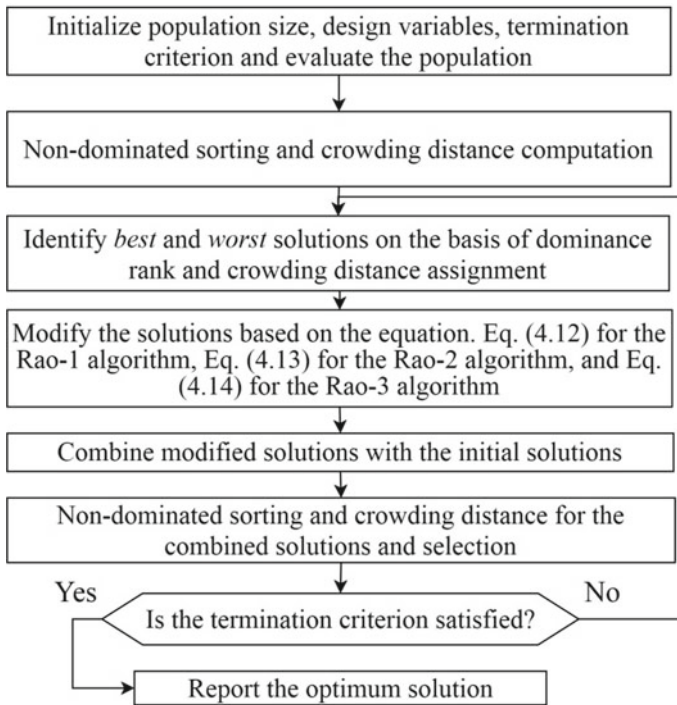 Initialize population size, design variables, termination
criterion and evaluate the population
Non-dominated sorting and crowding distance computation
Identify best and worst solutions on the basis of dominance
rank and crowding distance assignment
Modify the solutions based on the equation. Eq. (4.12) for the
Rao-1 algorithm, Eq. (4.13) for the Rao-2 algorithm, and Eq.
(4.14) for the Rao-3 algorithm
Combine modified solutions with the initial solutions
Non-dominated sorting and crowding distance for the
combined solutions and selection
Yes
Is the termination criterion satisfied?
No
Report the optimum solution